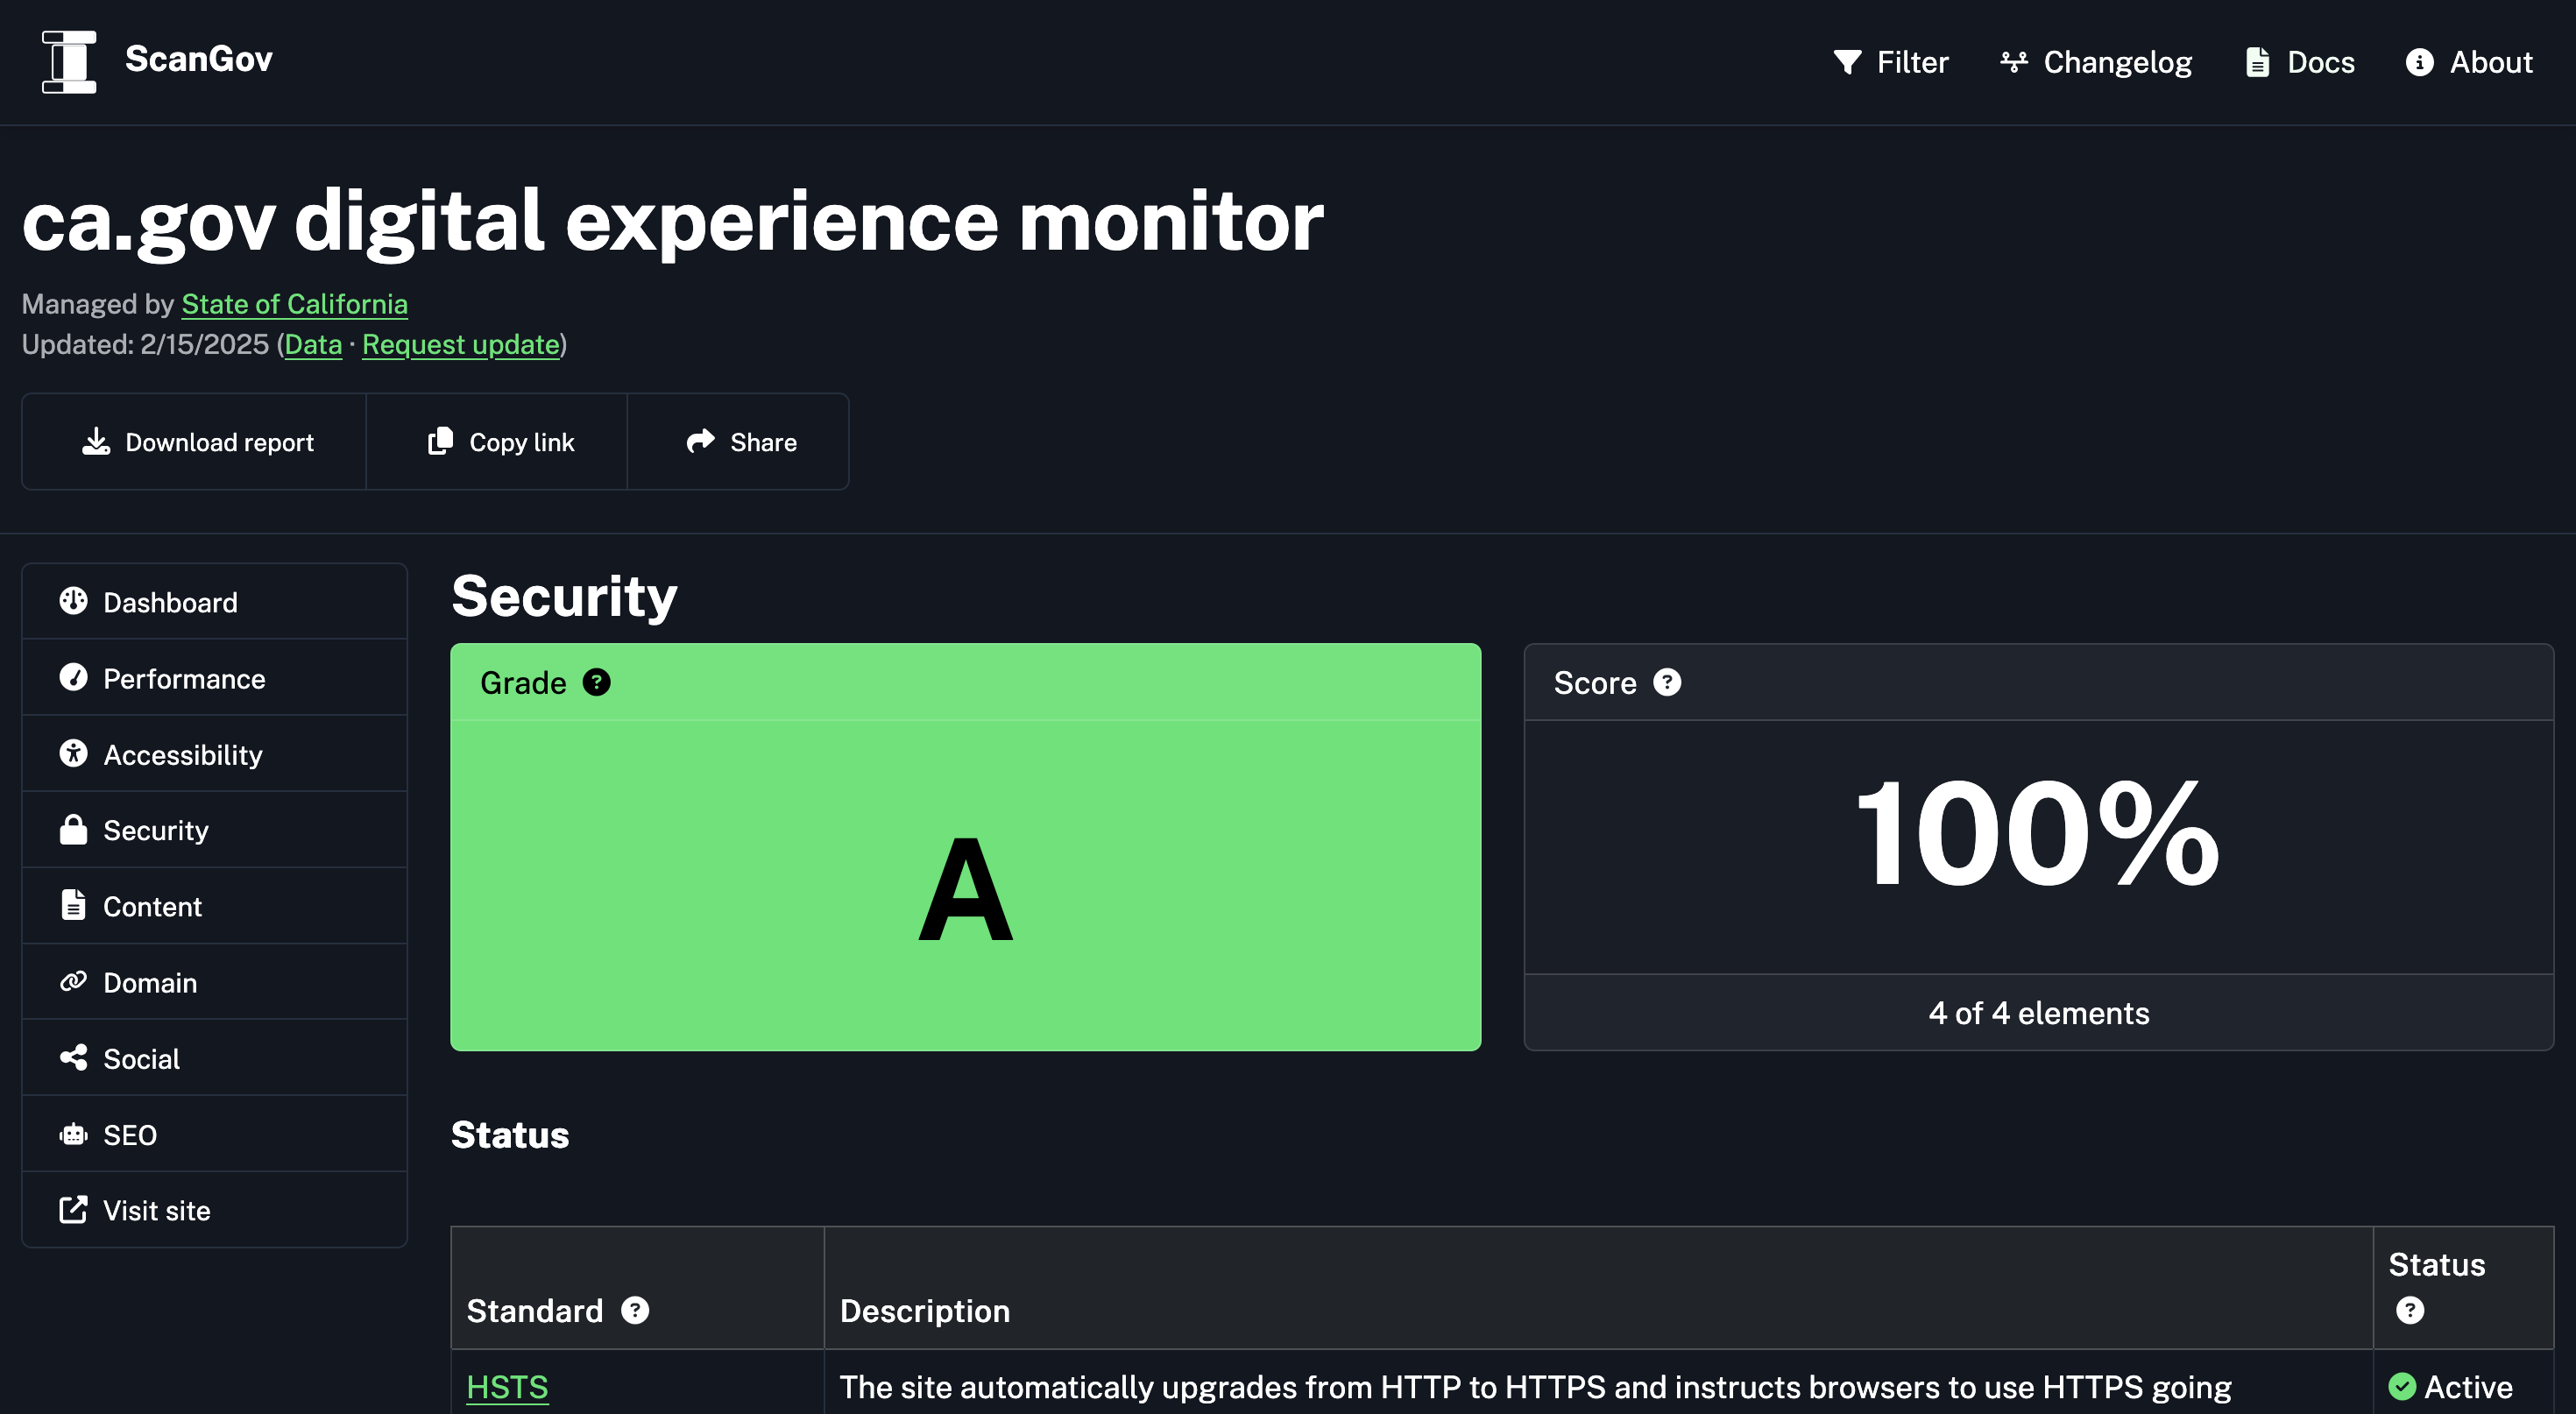 ScanGov
Filter
Changelog
Docs
About
ca.gov digital experience monitor
Managed by State of California
Updated: 2/15/2025 (Data · Request update)
Download report
Copy link
Share
Dashboard
Performance
Accessibility
Security
Content
Domain
Social
SEO
Visit site
Security
Grade
A
Score
100%
4 of 4 elements
Status
Standard
Description
Status
HSTS
The site automatically upgrades from HTTP to HTTPS and instructs browsers to use HTTPS going
Active